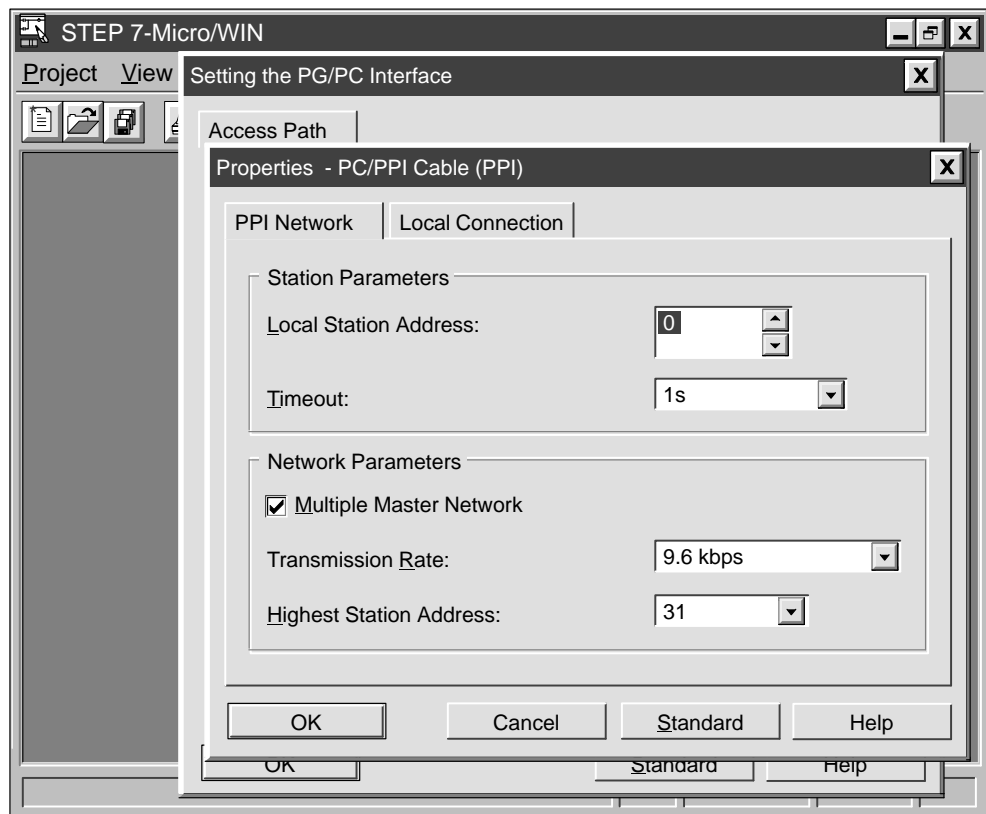 STEP 7-Micro/WIN
Project View
Setting the PG/PC Interface
Access Path
Properties - PC/PPI Cable (PPI)
PPI Network Local Connection
Station Parameters
Local Station Address: 0
Timeout: 1s
Network Parameters
Multiple Master Network
Transmission Rate: 9.6 kbps
Highest Station Address: 31
OK Cancel Standard Help
OK Standard Help